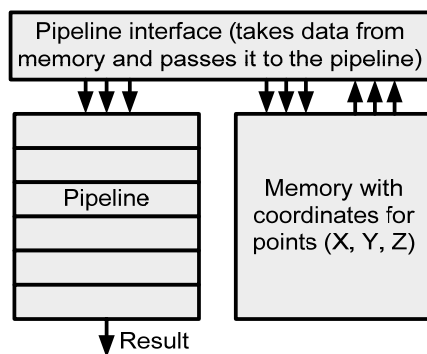 Pipeline interface (takes data from
memory and passes it to the pipeline)
Pipeline
Memory with
coordinates for
points (X, Y, Z)
Result